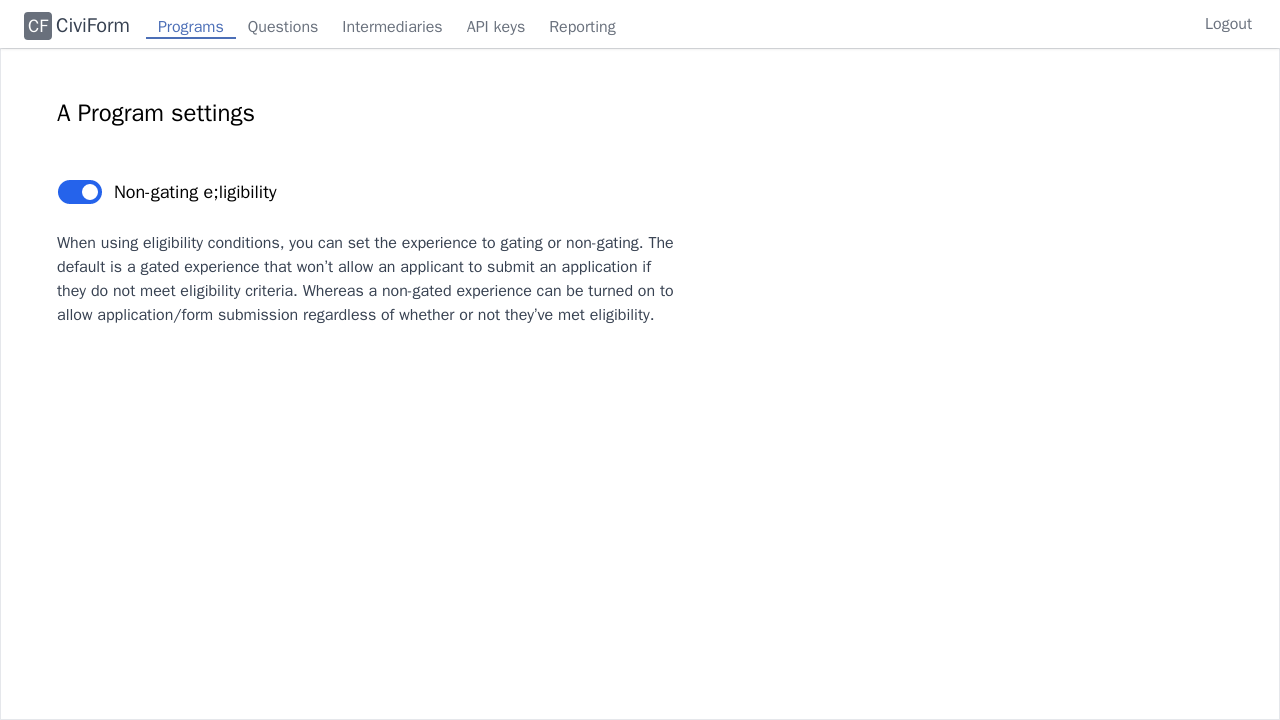 CF CiviForm Programs Questions Intermediaries API keys Reporting Logout
A Program settings
Non-gating e;ligibility
When using eligibility conditions, you can set the experience to gating or non-gating. The
default is a gated experience that won't allow an applicant to submit an application if
they do not meet eligibility criteria. Whereas a non-gated experience can be turned on to
allow application/form submission regardless of whether or not they've met eligibility.